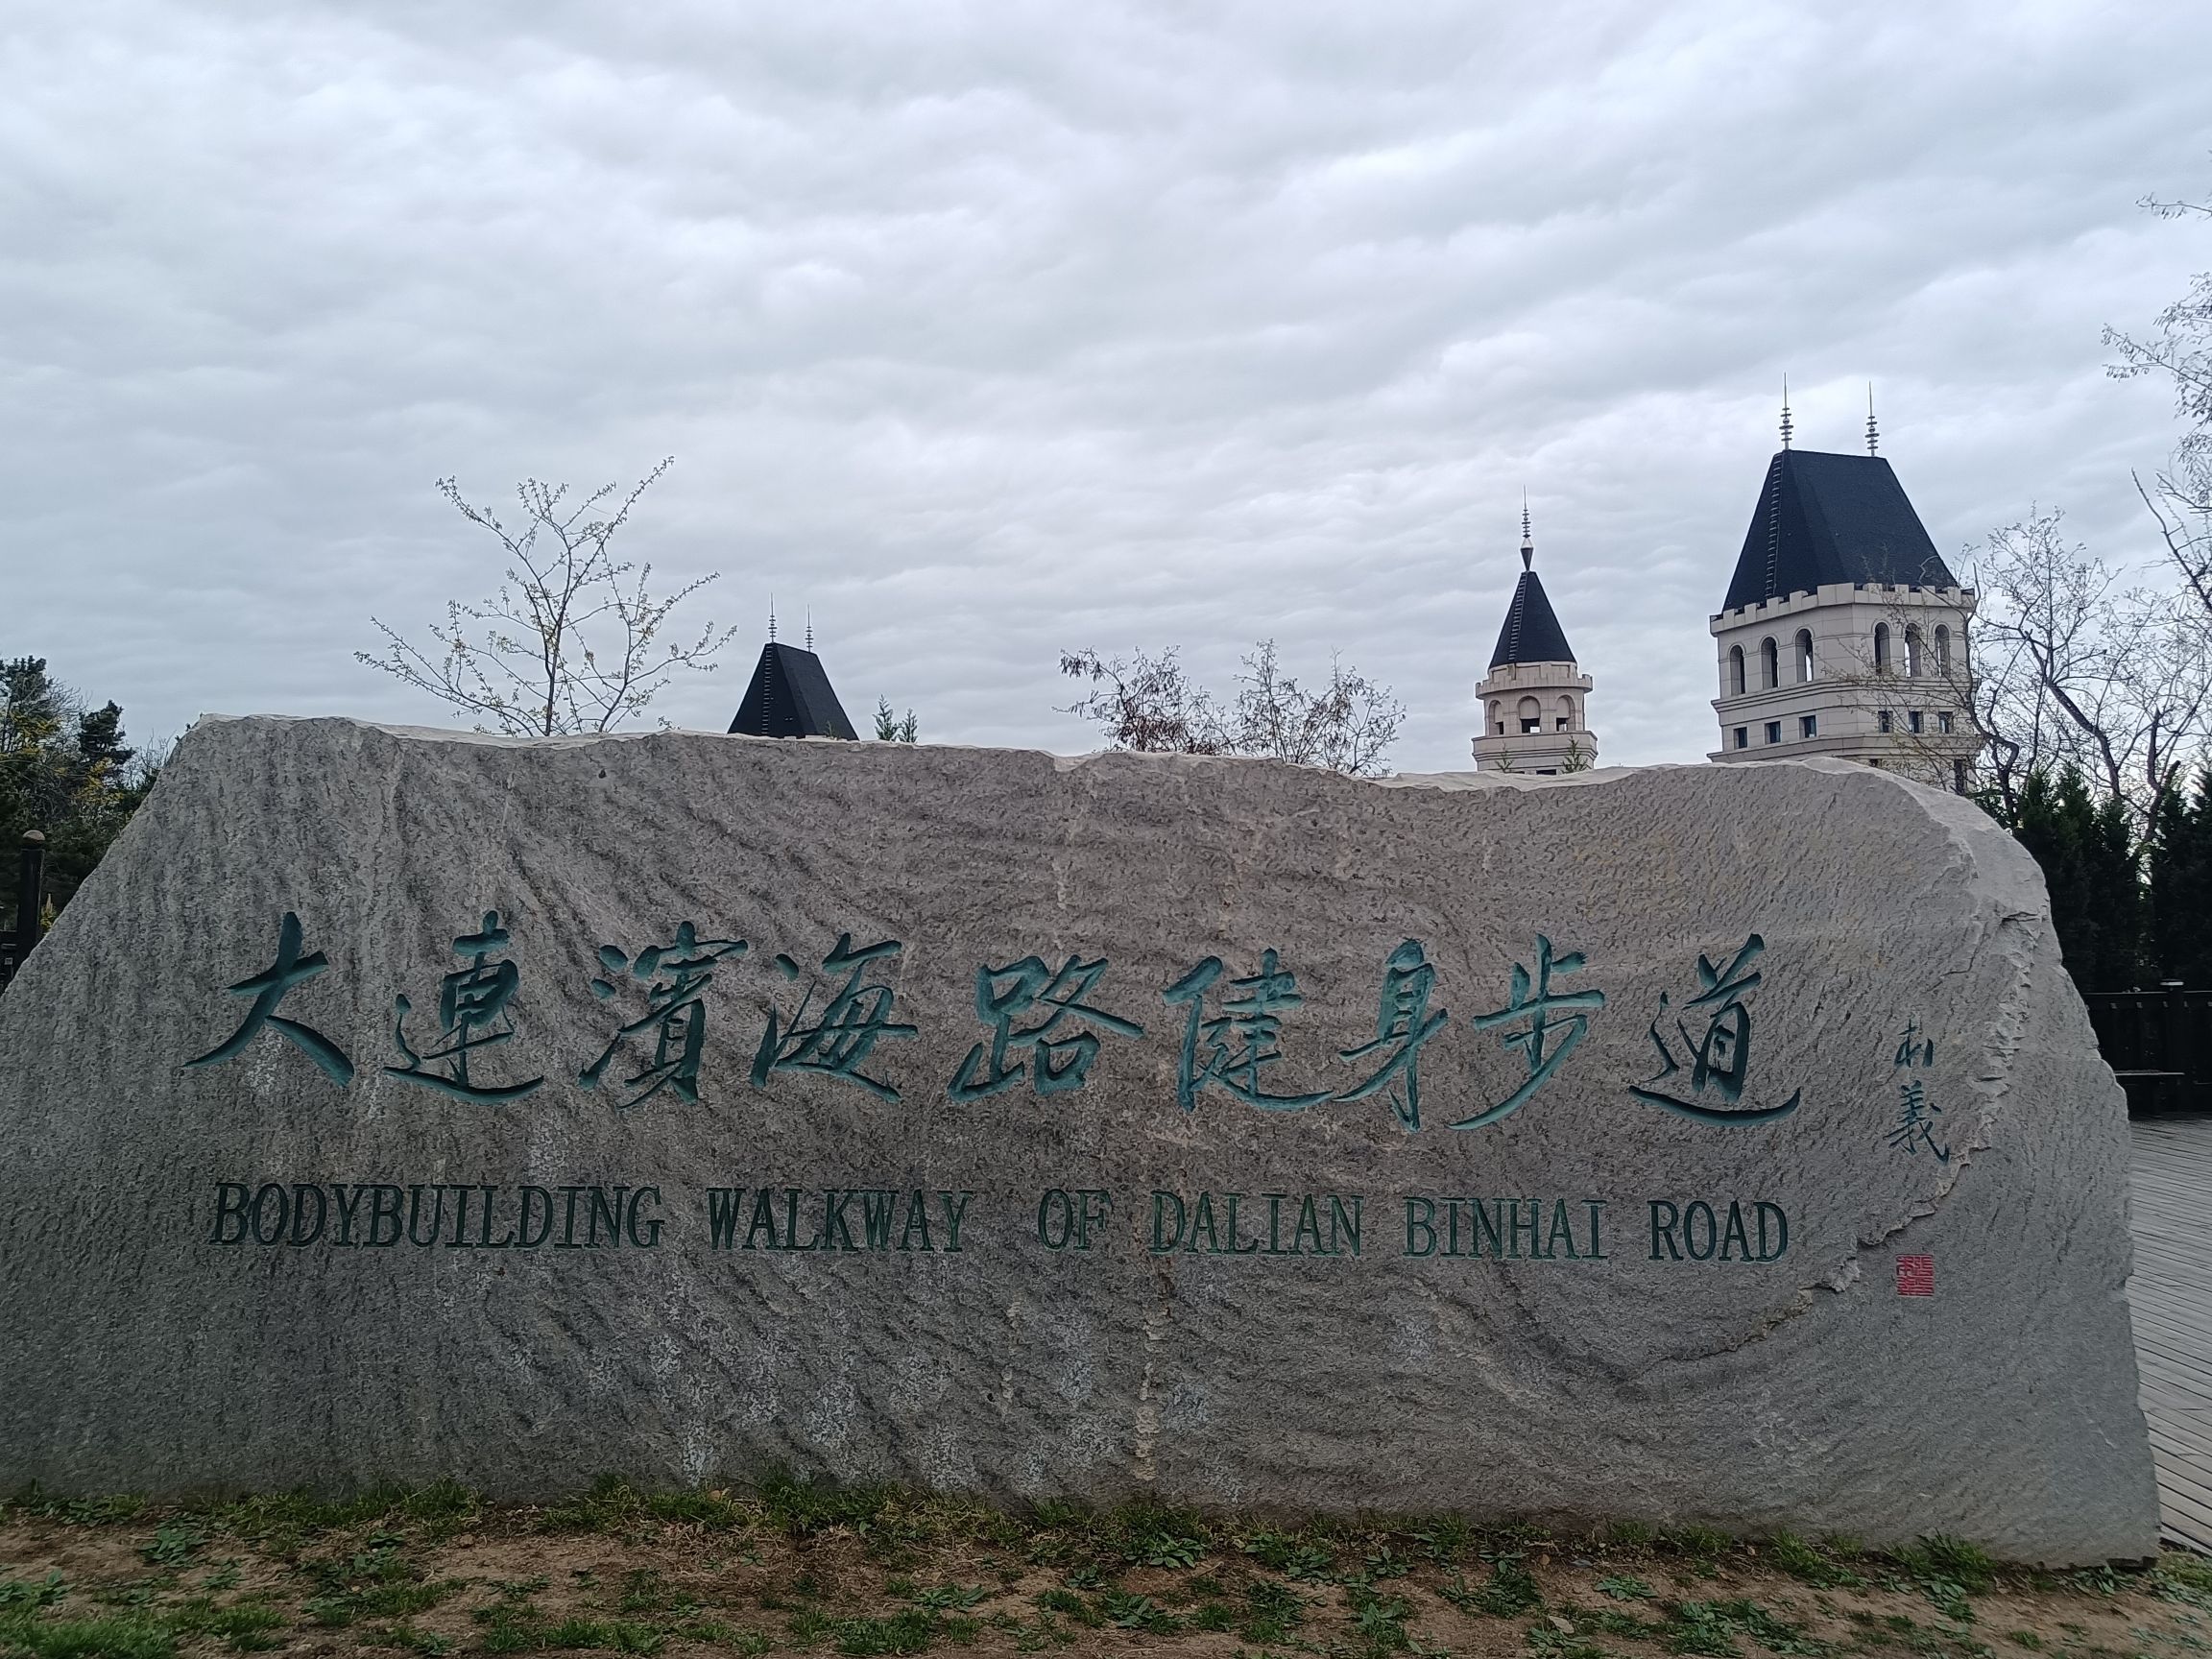 大連濱海路健身步道
BODYBUILDING WALKWAY OF DALIAN BINHAI ROAD